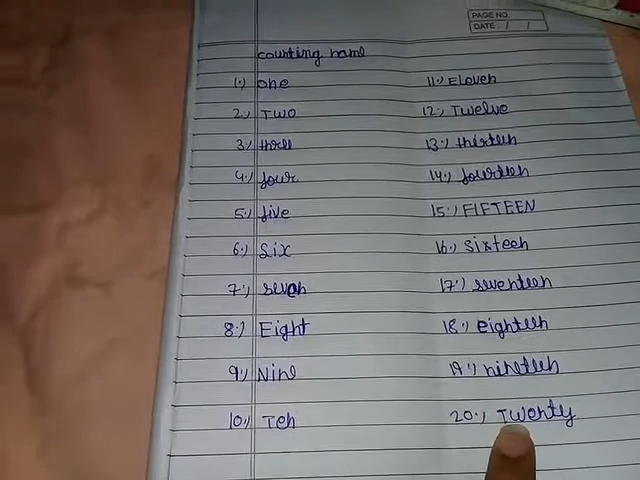 PAGE NO.
DATE: / /
counting name
1.) one
2.) Two
3.) three
4.) four
5.) five
6.) Six
7.) seven
8.) Eight
9.) Nine
10.) Ten
11.) Eleven
12.) Twelve
13.) thirteen
14.) fourteen
15.) FIFTEEN
16.) sixteen
17.) seventeen
18.) eighteen
19.) nineteen
20.) Twenty